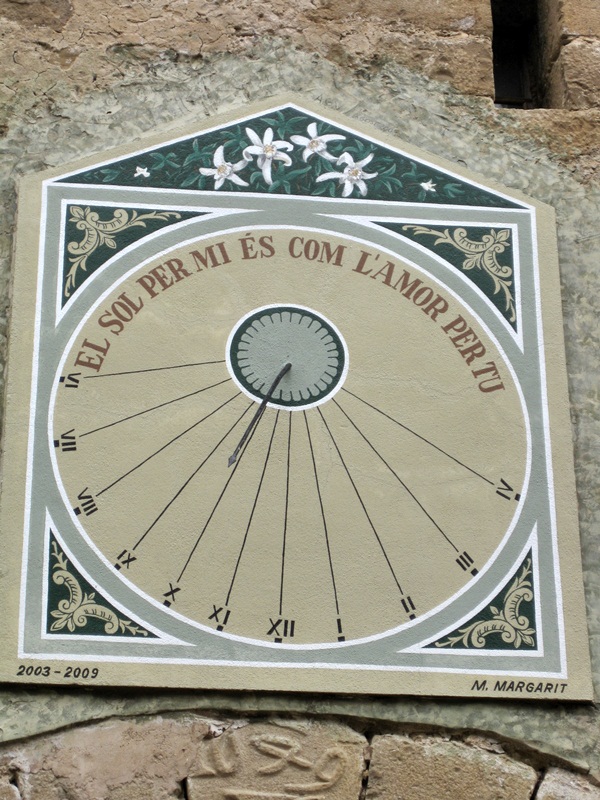 EL SOL PER MI ÉS COM L'AMOR PER TU
VI
VII
VIII
IX
X
XI
XII
I
II
III
IV
2003 - 2009
M. MARGARIT